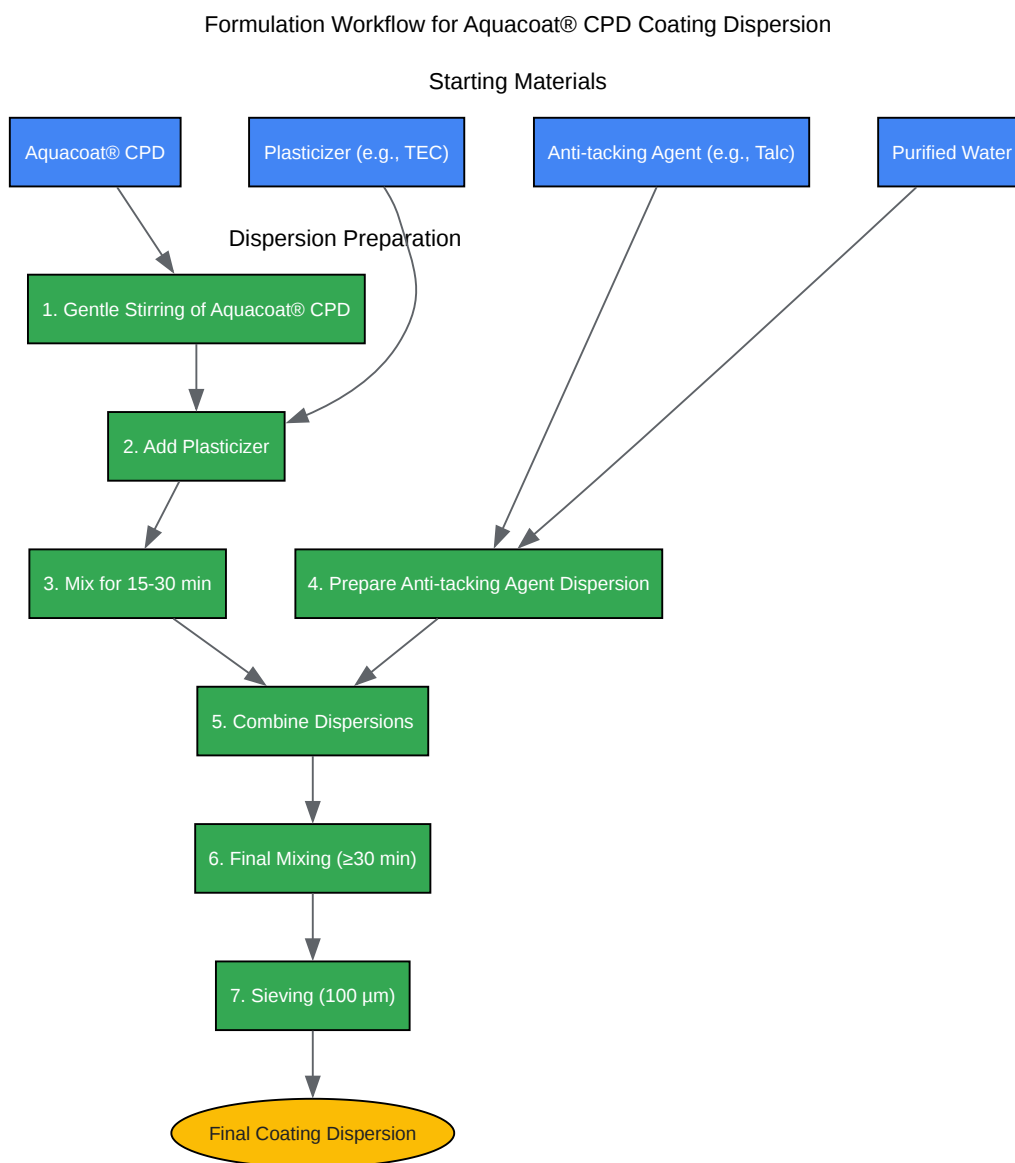 Formulation Workflow for Aquacoat® CPD Coating Dispersion
Starting Materials
Aquacoat® CPD
Plasticizer (e.g., TEC)
Anti-tacking Agent (e.g., Talc)
Purified Water
Dispersion Preparation
1. Gentle Stirring of Aquacoat® CPD
2. Add Plasticizer
3. Mix for 15-30 min
4. Prepare Anti-tacking Agent Dispersion
5. Combine Dispersions
6. Final Mixing (≥30 min)
7. Sieving (100 µm)
Final Coating Dispersion